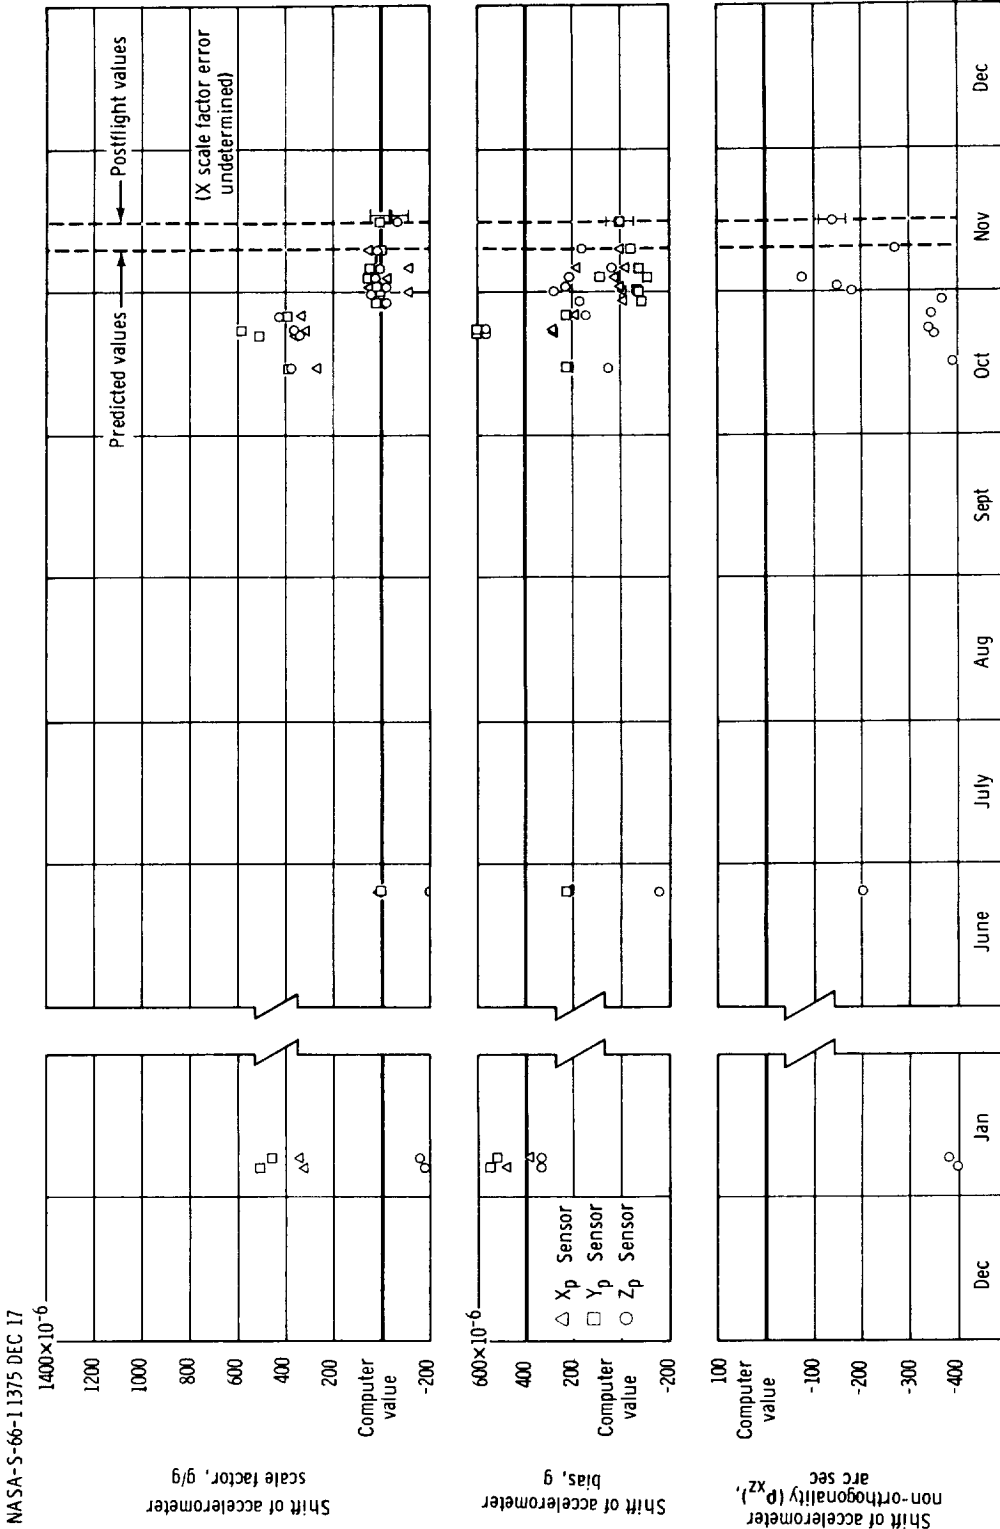 NASA-S-66-11375 DEC 17
Shift of accelerometer
scale factor, g/g
1400×10⁻⁶
1200
1000
800
600
400
200
Computer
value
-200
Predicted values
Postflight values
(X scale factor error
undetermined)
Shift of accelerometer
bias, g
600×10⁻⁶
400
200
Computer
value
-200
△ Xp Sensor
□ Yp Sensor
○ Zp Sensor
Shift of accelerometer
non-orthogonality (PXZ),
arc sec
100
Computer
value
-100
-200
-300
-400
Dec
Jan
June
July
Aug
Sept
Oct
Nov
Dec